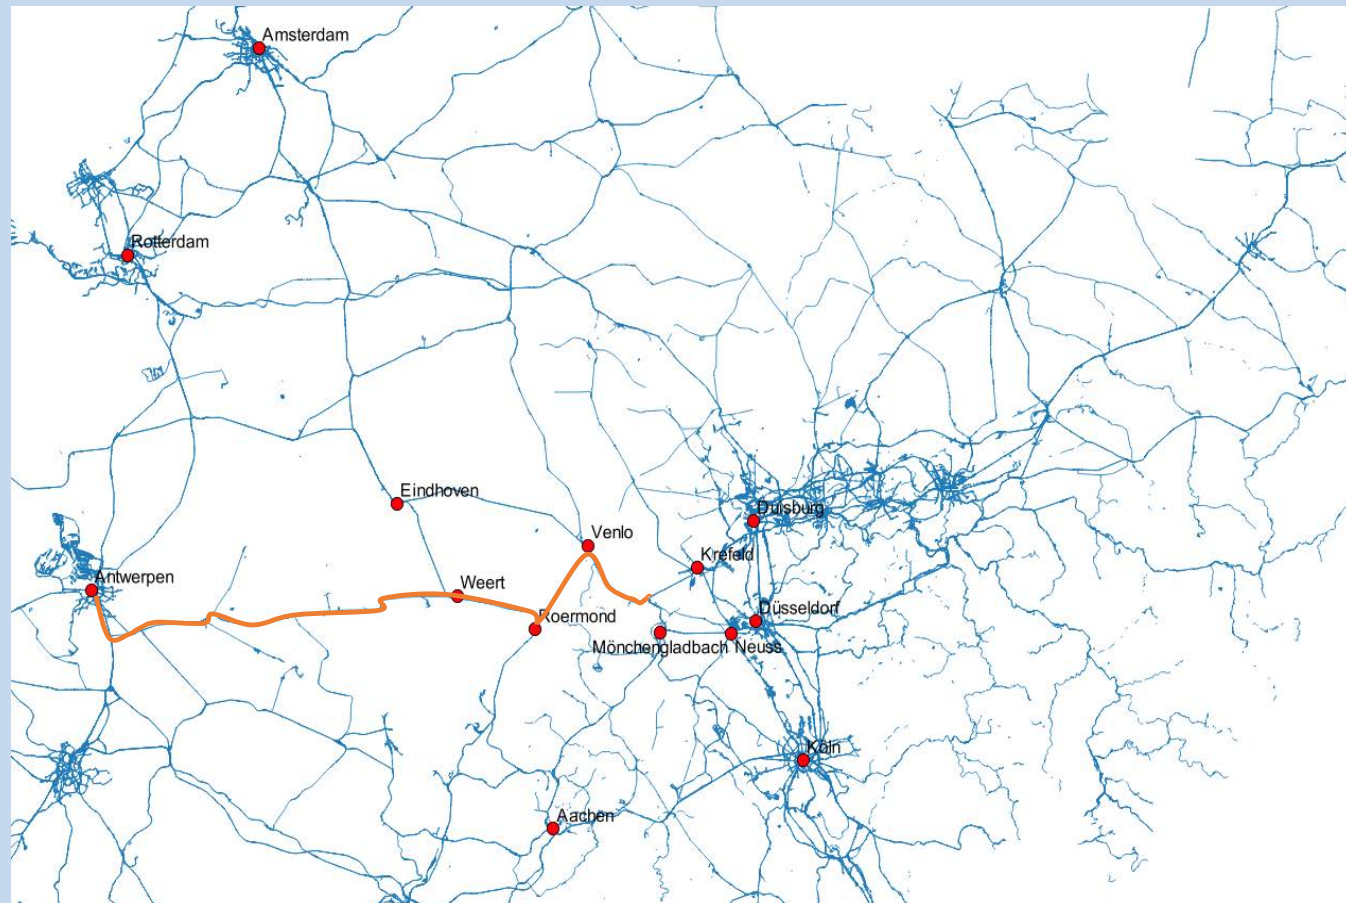 Amsterdam
Rotterdam
Eindhoven
Duisburg
Venlo
Krefeld
Antwerpen
Weert
Düsseldorf
Roermond
Mönchengladbach Neuss
Köln
Aachen